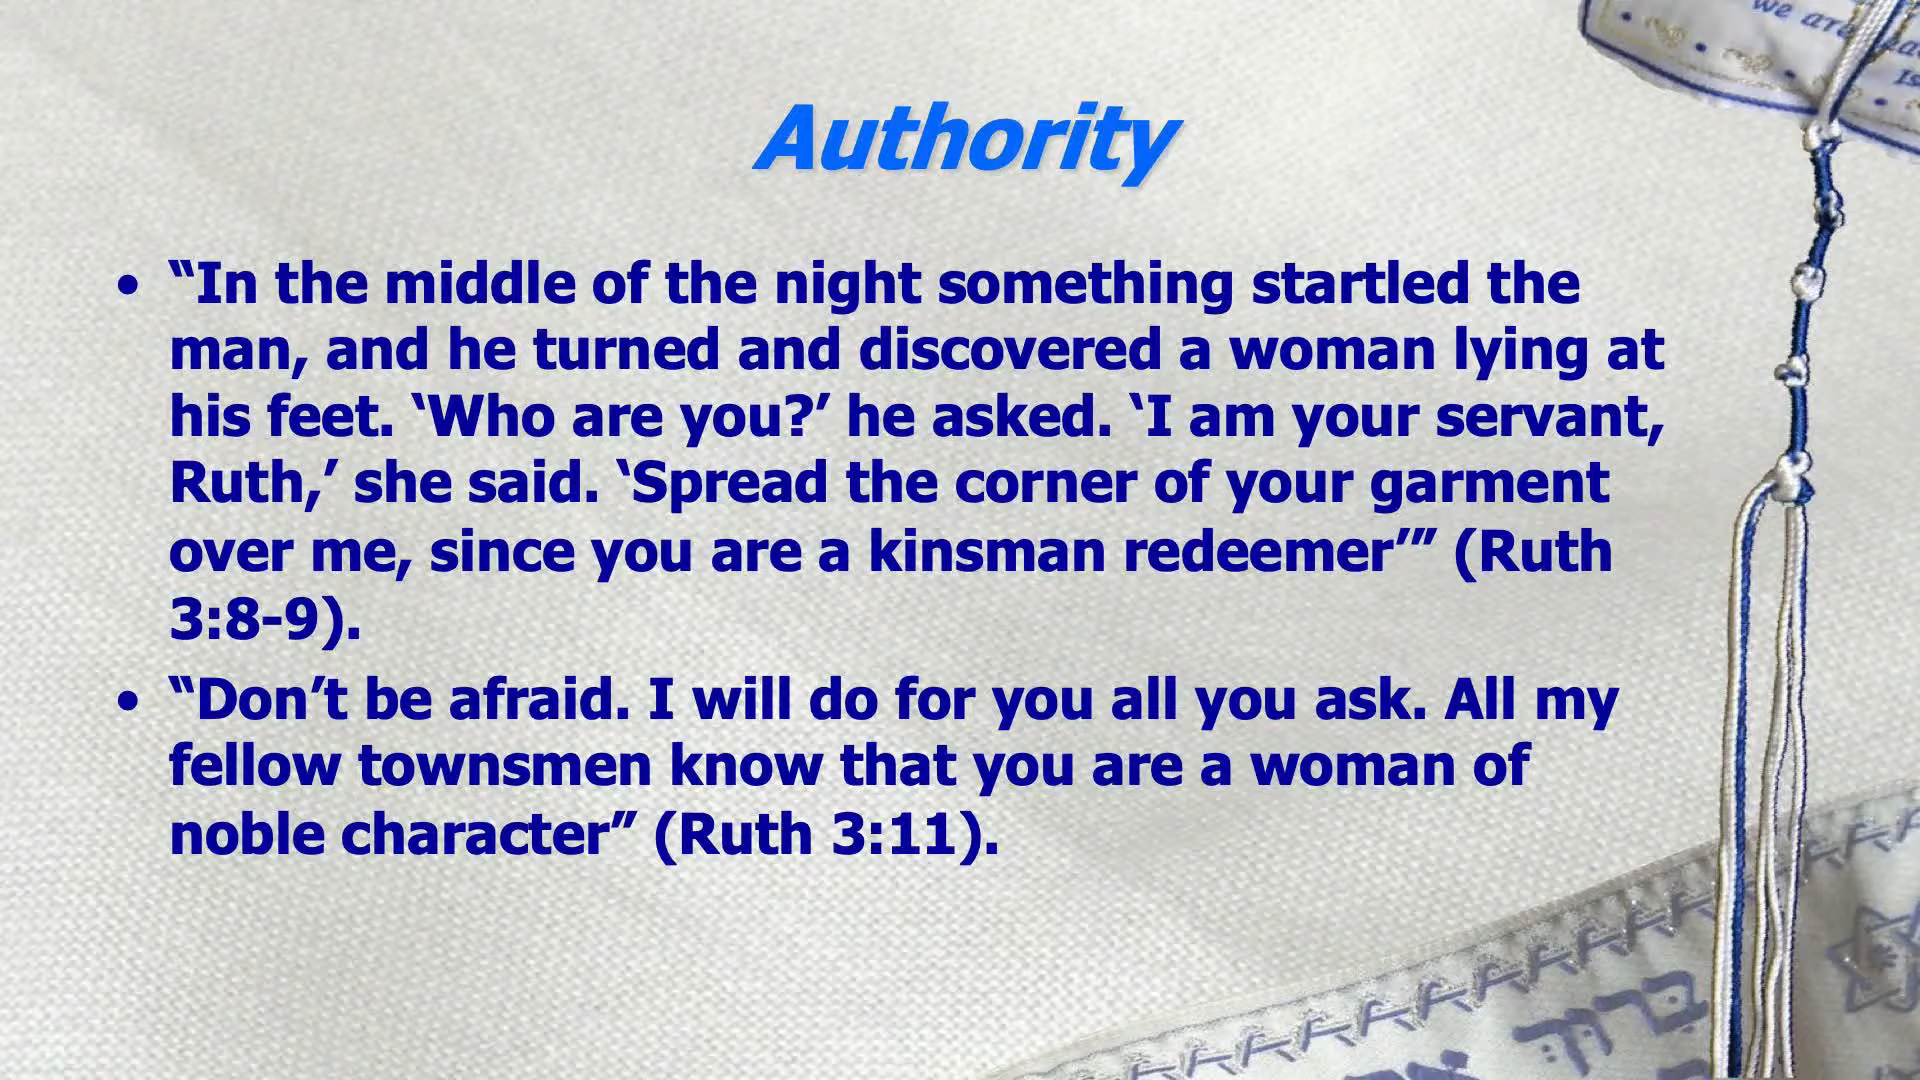 we are
Authority
• “In the middle of the night something startled the
man, and he turned and discovered a woman lying at
his feet. ‘Who are you?’ he asked. ‘I am your servant,
Ruth,’ she said. ‘Spread the corner of your garment
over me, since you are a kinsman redeemer’” (Ruth
3:8-9).
• “Don’t be afraid. I will do for you all you ask. All my
fellow townsmen know that you are a woman of
noble character” (Ruth 3:11).
ברוך